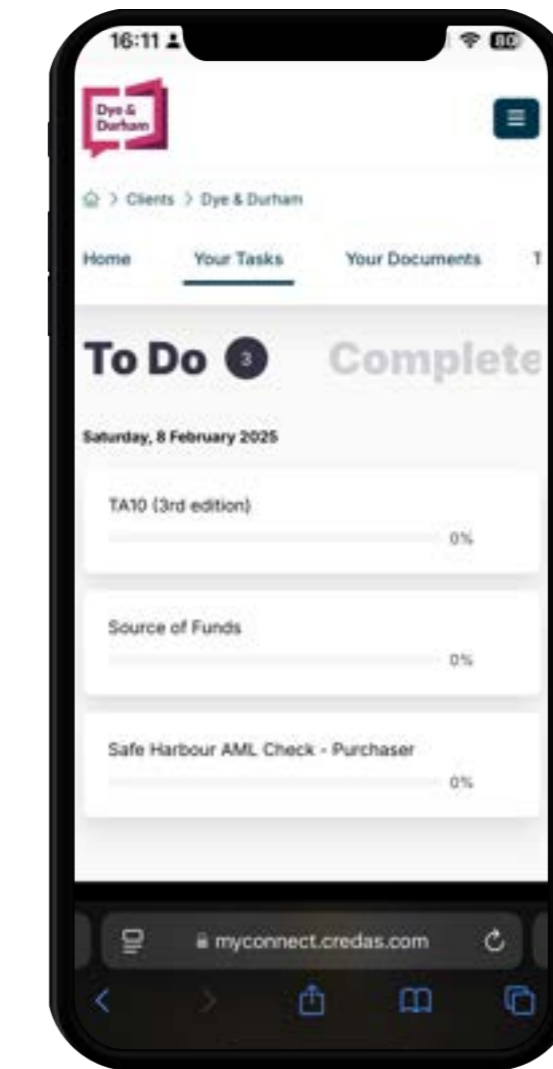 16:11
80
Dye &
Durham
> Clients > Dye & Durham
Home Your Tasks Your Documents T
To Do 3 Complete
Saturday, 8 February 2025
TA10 (3rd edition)
0%
Source of Funds
0%
Safe Harbour AML Check - Purchaser
0%
myconnect.credas.com